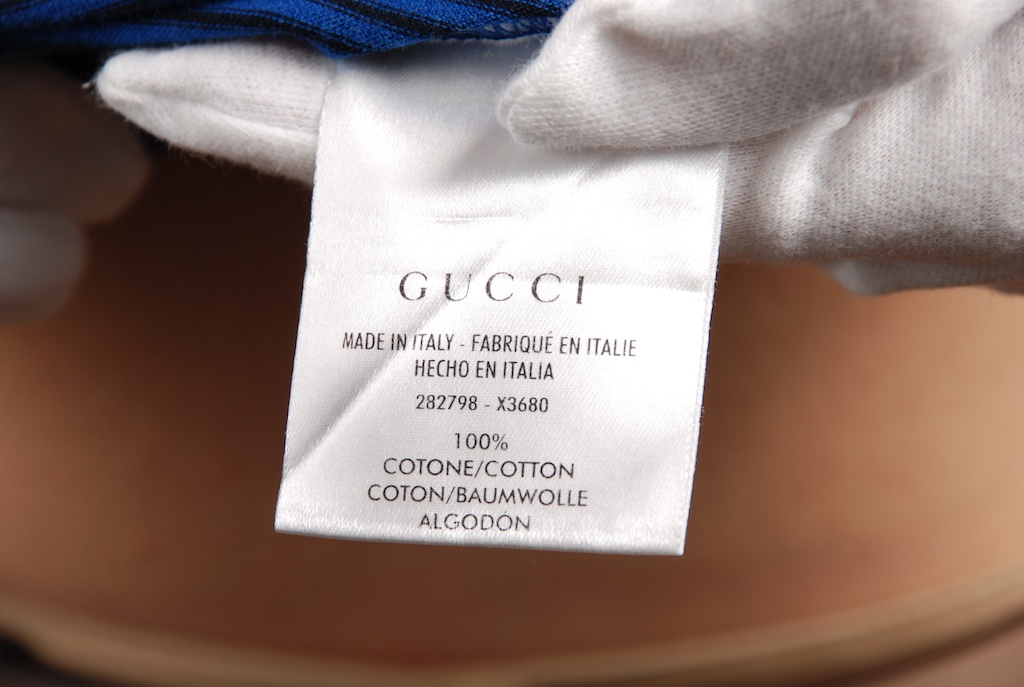 GUCCI
MADE IN ITALY - FABRIQUÉ EN ITALIE
HECHO EN ITALIA
282798 - X3680
100%
COTONE/COTTON
COTON/BAUMWOLLE
ALGODÓN